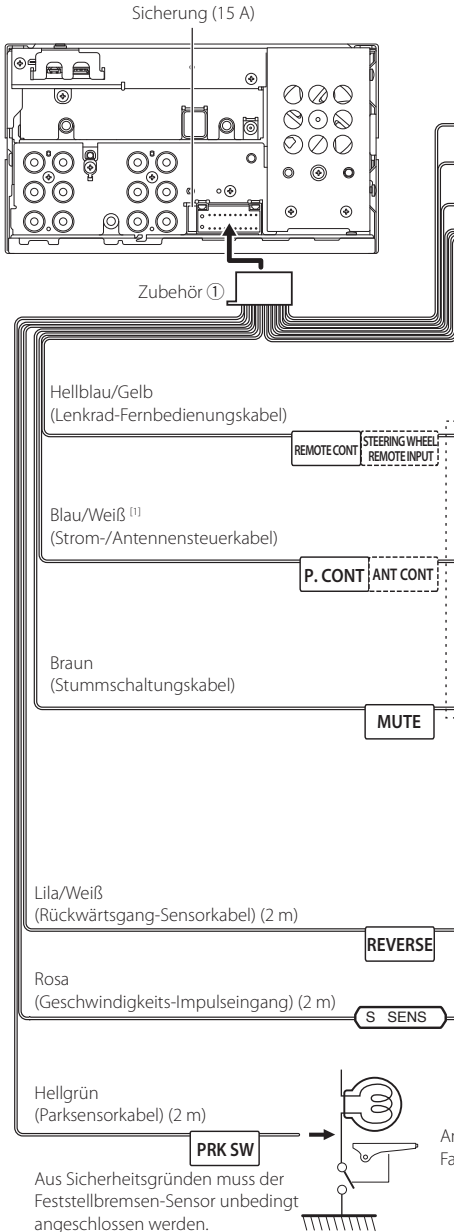 Sicherung (15 A)
Zubehör ①
Hellblau/Gelb
(Lenkrad-Fernbedienungskabel)
REMOTE CONT
STEERING WHEEL
REMOTE INPUT
Blau/Weiß [1]
(Strom-/Antennensteuerkabel)
P. CONT
ANT CONT
Braun
(Stummschaltungskabel)
MUTE
Lila/Weiß
(Rückwärtsgang-Sensorkabel) (2 m)
REVERSE
Rosa
(Geschwindigkeits-Impulseingang) (2 m)
S SENS
Hellgrün
(Parksensorkabel) (2 m)
PRK SW
Aus Sicherheitsgründen muss der
Feststellbremsen-Sensor unbedingt
angeschlossen werden.